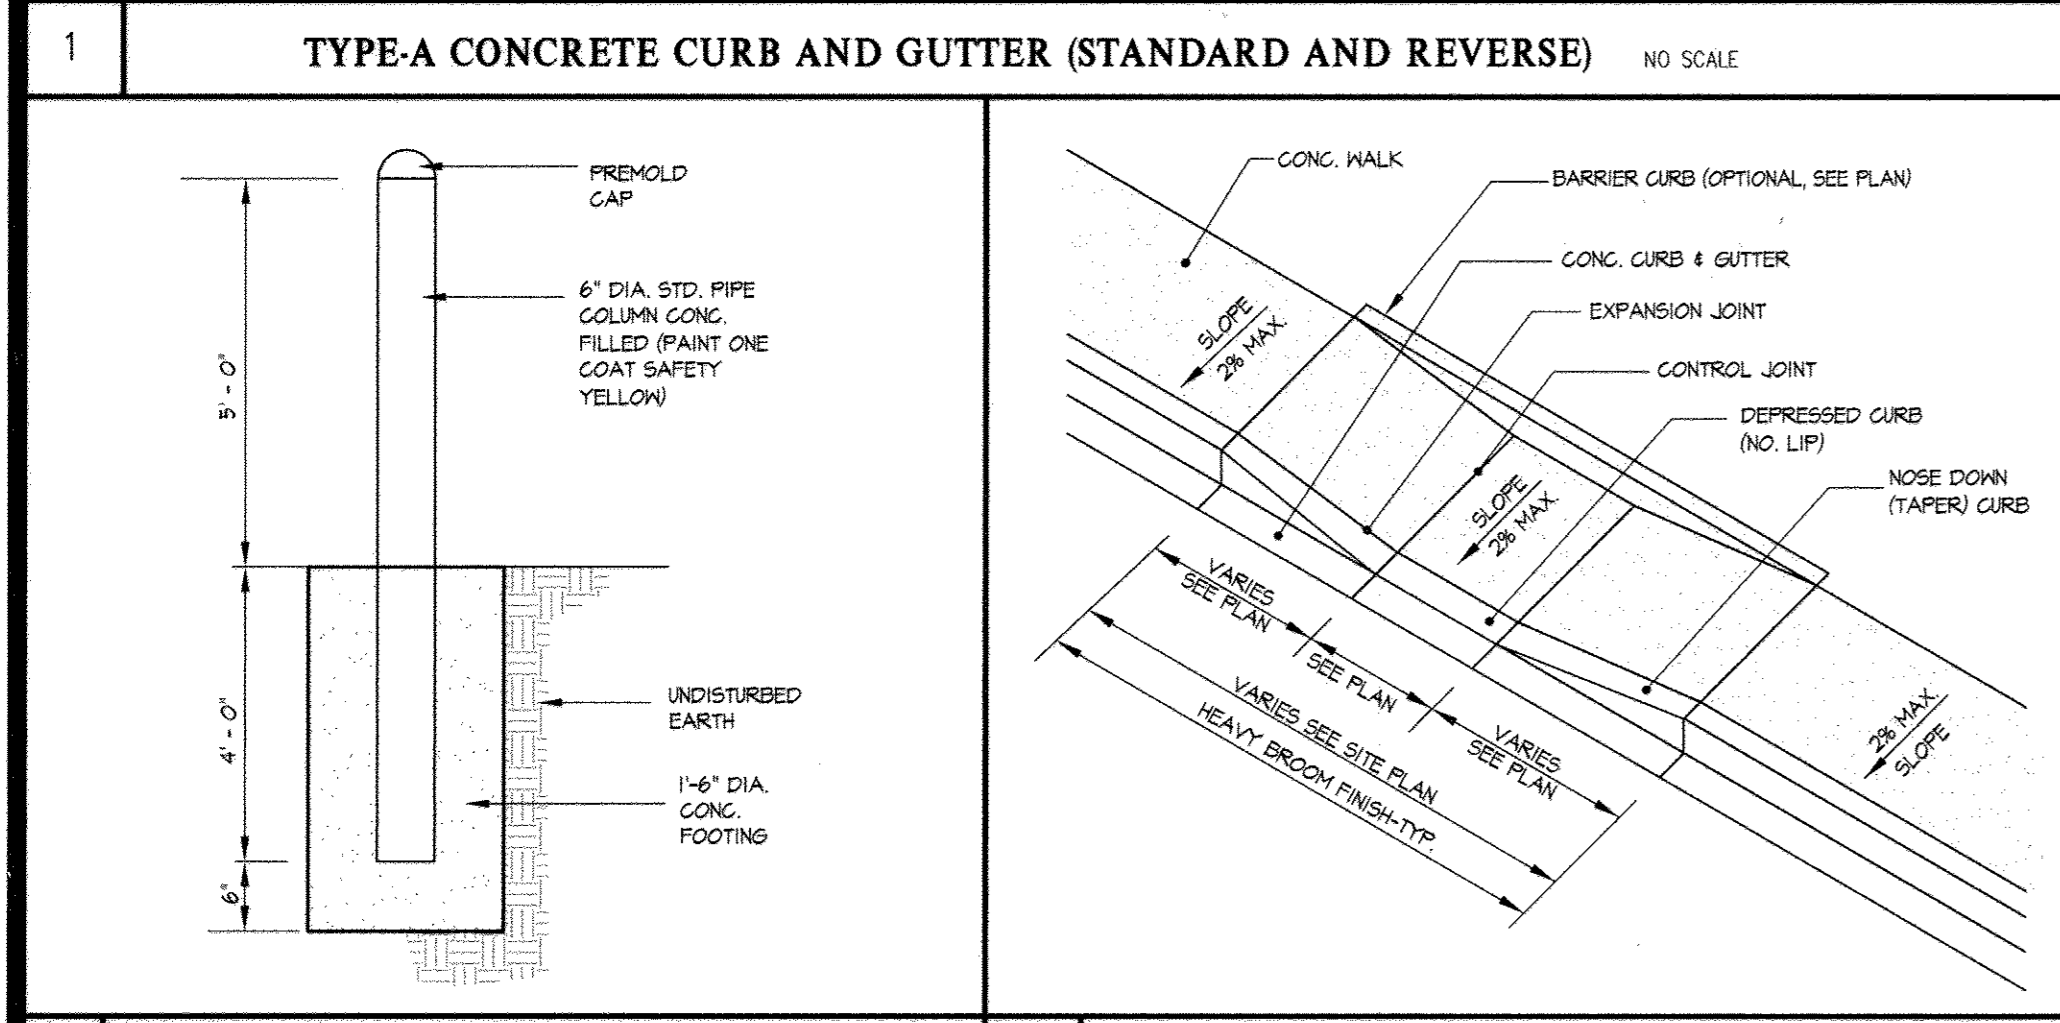 1
TYPE-A CONCRETE CURB AND GUTTER (STANDARD AND REVERSE)
NO SCALE
PREMOLD
CAP
6" DIA. STD. PIPE
COLUMN CONC.
FILLED (PAINT ONE
COAT SAFETY
YELLOW)
5' - 0"
4' - 0"
6"
UNDISTURBED
EARTH
1'-6" DIA.
CONC.
FOOTING
CONC. WALK
BARRIER CURB (OPTIONAL, SEE PLAN)
CONC. CURB & GUTTER
EXPANSION JOINT
CONTROL JOINT
DEPRESSED CURB
(NO. LIP)
NOSE DOWN
(TAPER) CURB
SLOPE
2% MAX.
SLOPE
2% MAX.
2% MAX.
SLOPE
VARIES
SEE PLAN
SEE PLAN
VARIES
SEE PLAN
VARIES SEE SITE PLAN
HEAVY BROOM FINISH-TYP.